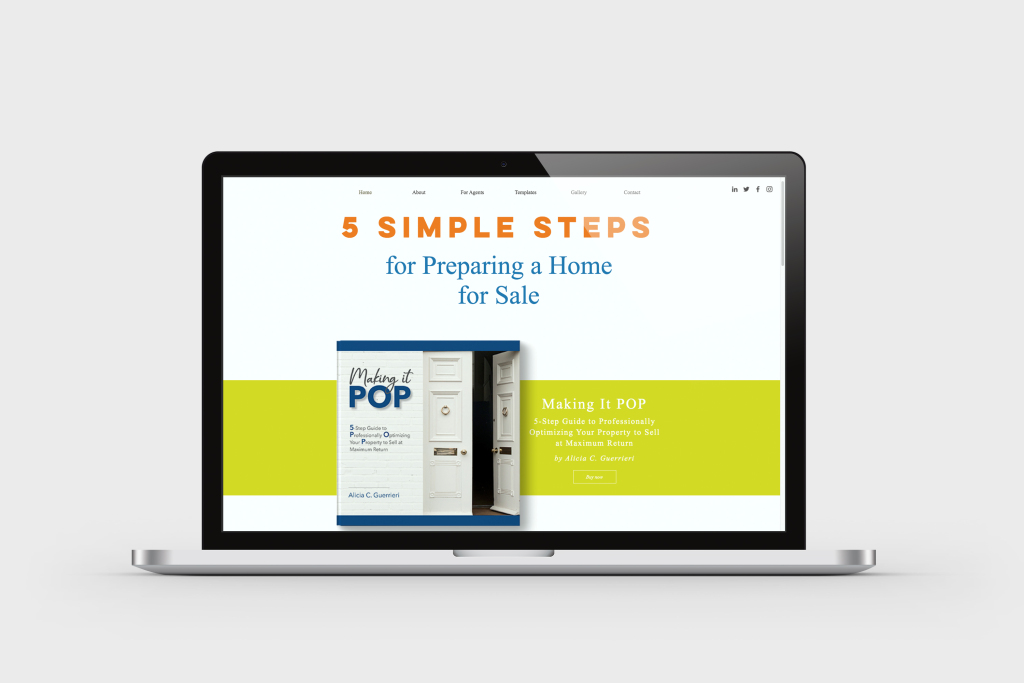 Home About For Agents Templates Gallery Contact
5 SIMPLE STEPS
for Preparing a Home
for Sale
Making it
POP
5 Step Guide to
Professionally Optimizing
Your Property to Sell at
Maximum Return
Alicia C. Guerrieri
Making It POP
5-Step Guide to Professionally
Optimizing Your Property to Sell
at Maximum Return
by Alicia C. Guerrieri
Buy now